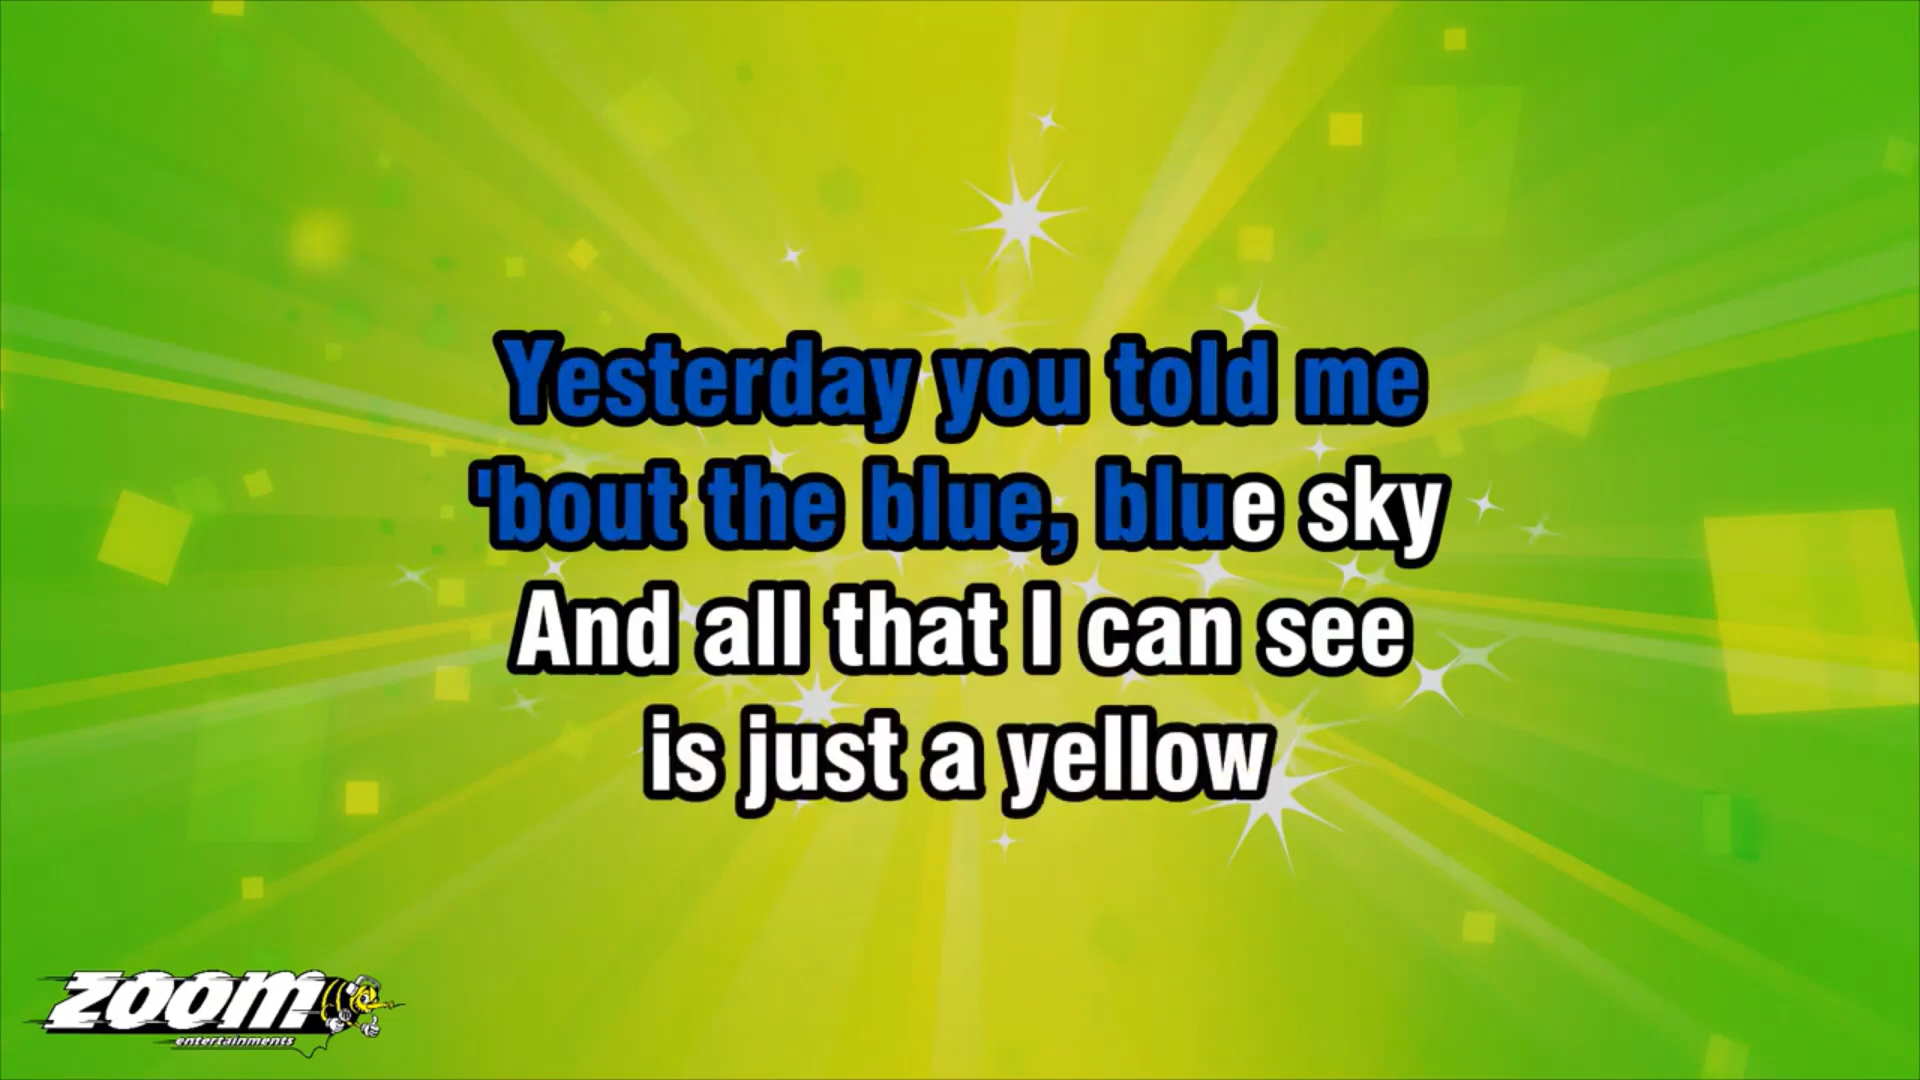 Yesterday you told me
'bout the blue, blue sky
And all that I can see
is just a yellow
zoom
entertainments